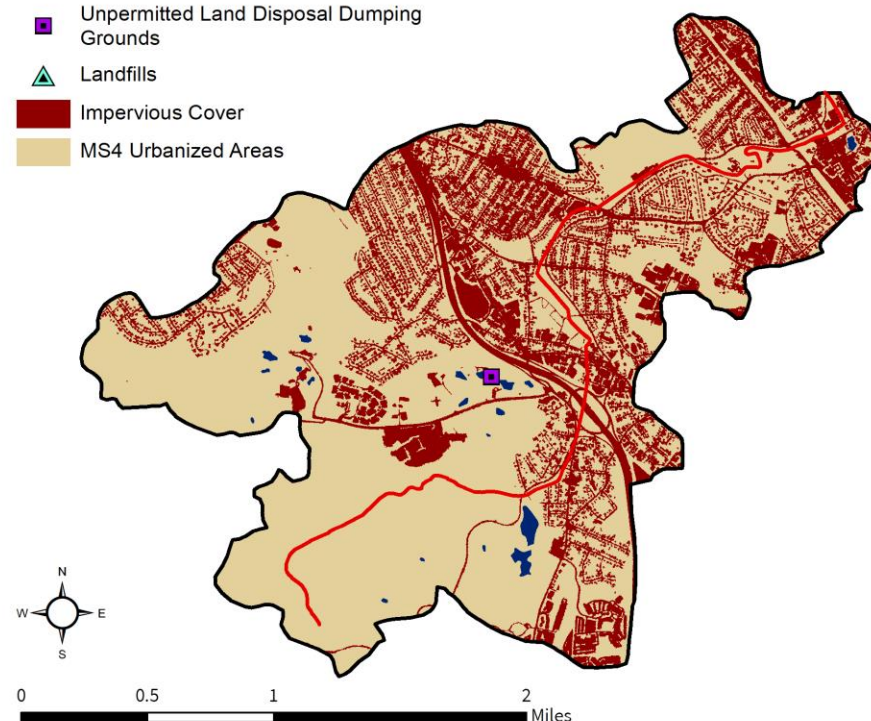 Unpermitted Land Disposal Dumping
Grounds
Landfills
Impervious Cover
MS4 Urbanized Areas
N
W E
S
0 0.5 1 2
Miles